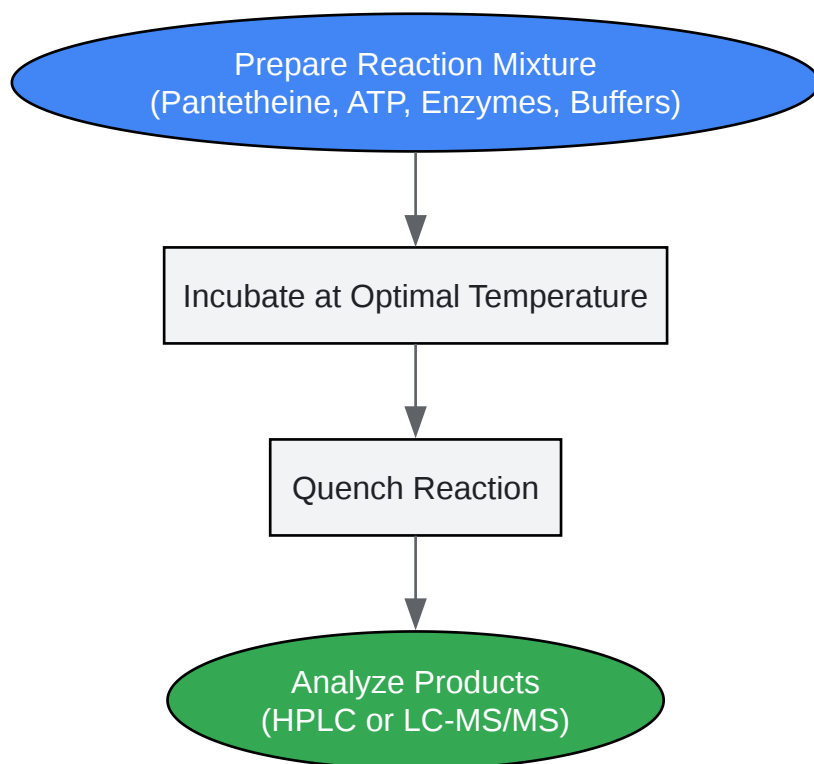 Prepare Reaction Mixture
(Pantetheine, ATP, Enzymes, Buffers)
Incubate at Optimal Temperature
Quench Reaction
Analyze Products
(HPLC or LC-MS/MS)